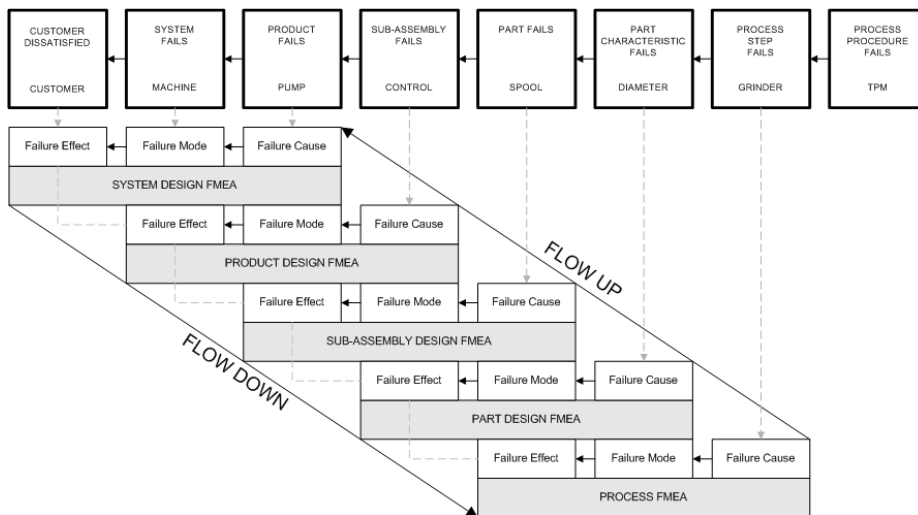 CUSTOMER
DISSATISFIED
CUSTOMER
SYSTEM
FAILS
MACHINE
PRODUCT
FAILS
PUMP
SUB-ASSEMBLY
FAILS
CONTROL
PART FAILS
SPOOL
PART
CHARACTERISTIC
FAILS
DIAMETER
PROCESS
STEP
FAILS
GRINDER
PROCESS
PROCEDURE
FAILS
TPM
Failure Effect
Failure Mode
Failure Cause
SYSTEM DESIGN FMEA
Failure Effect
Failure Mode
Failure Cause
PRODUCT DESIGN FMEA
Failure Effect
Failure Mode
Failure Cause
SUB-ASSEMBLY DESIGN FMEA
Failure Effect
Failure Mode
Failure Cause
PART DESIGN FMEA
Failure Effect
Failure Mode
Failure Cause
PROCESS FMEA
FLOW UP
FLOW DOWN